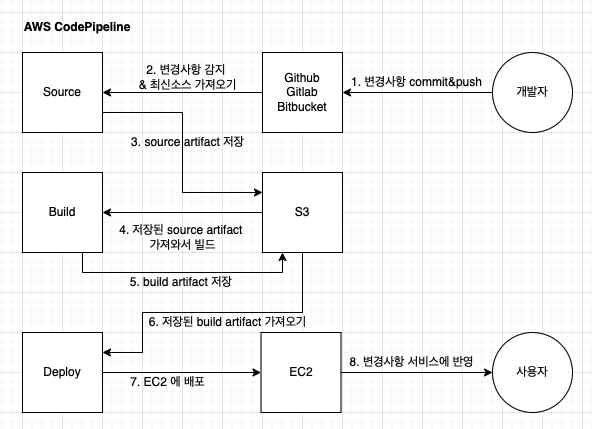 AWS CodePipeline
Source
2. 변경사항 감지
& 최신소스 가져오기
Github
Gitlab
Bitbucket
1. 변경사항 commit&push
개발자
3. source artifact 저장
Build
4. 저장된 source artifact
가져와서 빌드
S3
5. build artifact 저장
6. 저장된 build artifact 가져오기
Deploy
7. EC2 에 배포
EC2
8. 변경사항 서비스에 반영
사용자